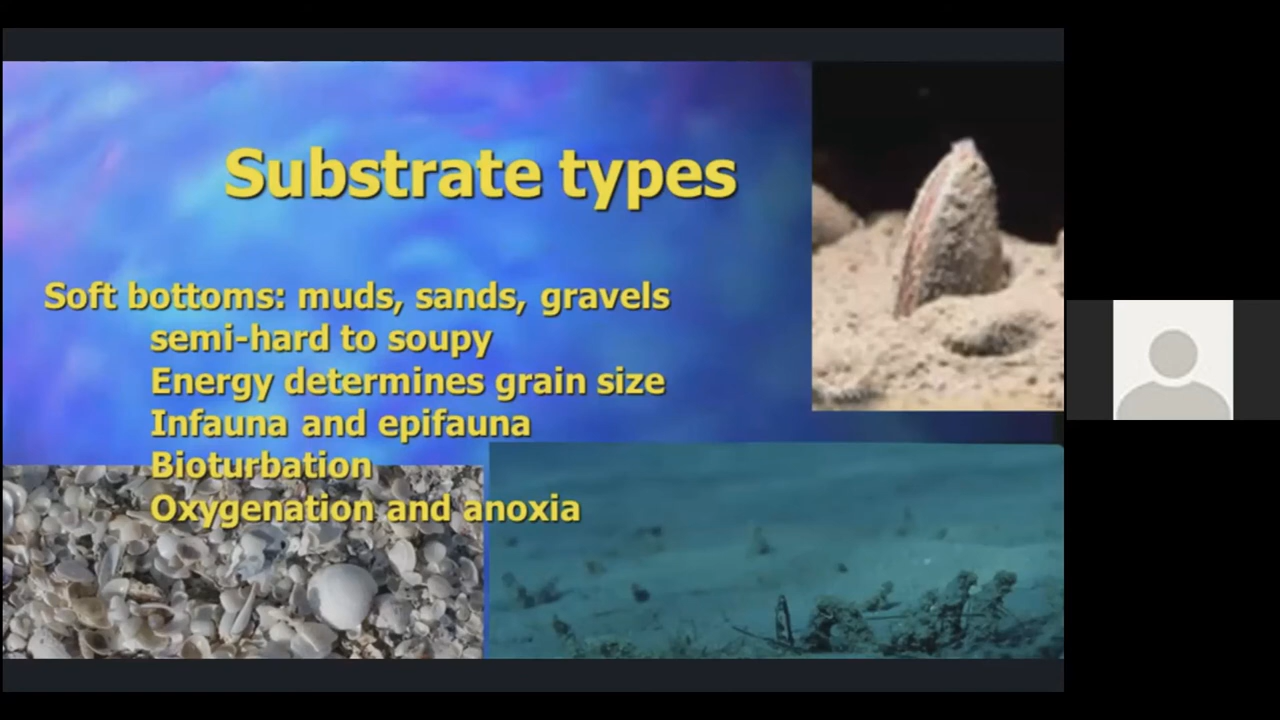 Substrate types
Soft bottoms: muds, sands, gravels
semi-hard to soupy
Energy determines grain size
Infauna and epifauna
Bioturbation
Oxygenation and anoxia